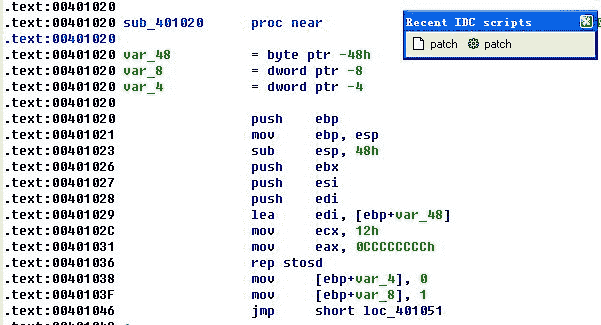 .text:00401020
.text:00401020 sub_401020 proc near
.text:00401020
.text:00401020 var_48 = byte ptr -48h
.text:00401020 var_8 = dword ptr -8
.text:00401020 var_4 = dword ptr -4
.text:00401020
.text:00401020 push ebp
.text:00401021 mov ebp, esp
.text:00401023 sub esp, 48h
.text:00401026 push ebx
.text:00401027 push esi
.text:00401028 push edi
.text:00401029 lea edi, [ebp+var_48]
.text:0040102C mov ecx, 12h
.text:00401031 mov eax, 0CCCCCCCCh
.text:00401036 rep stosd
.text:00401038 mov [ebp+var_4], 0
.text:0040103F mov [ebp+var_8], 1
.text:00401046 jmp short loc_401051
Recent IDC scripts
patch patch